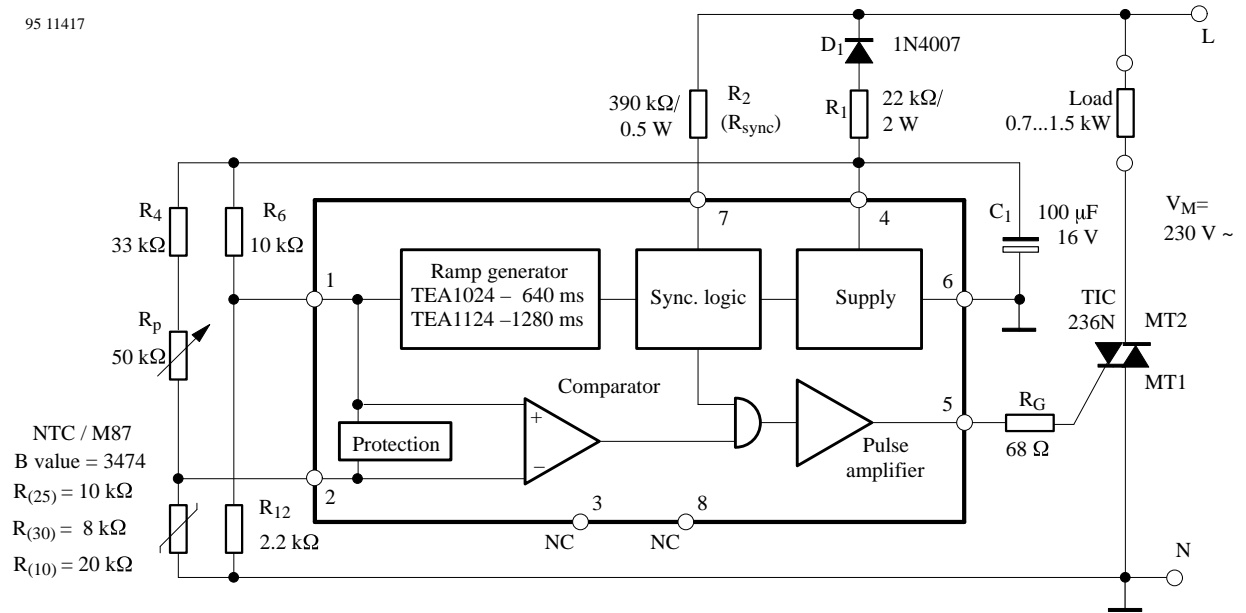 95 11417
L
D1
1N4007
390 kΩ/
0.5 W
R2
(Rsync)
R1
22 kΩ/
2 W
Load
0.7...1.5 kW
R4
33 kΩ
R6
10 kΩ
7
4
C1
100 μF
16 V
VM=
230 V ~
1
Ramp generator
TEA1024 – 640 ms
TEA1124 –1280 ms
Sync. logic
Supply
6
TIC
236N
MT2
MT1
Rp
50 kΩ
Comparator
+
–
Protection
Pulse
amplifier
5
RG
68 Ω
NTC / M87
B value = 3474
R(25) = 10 kΩ
R(30) = 8 kΩ
R(10) = 20 kΩ
2
R12
2.2 kΩ
3
NC
8
NC
N